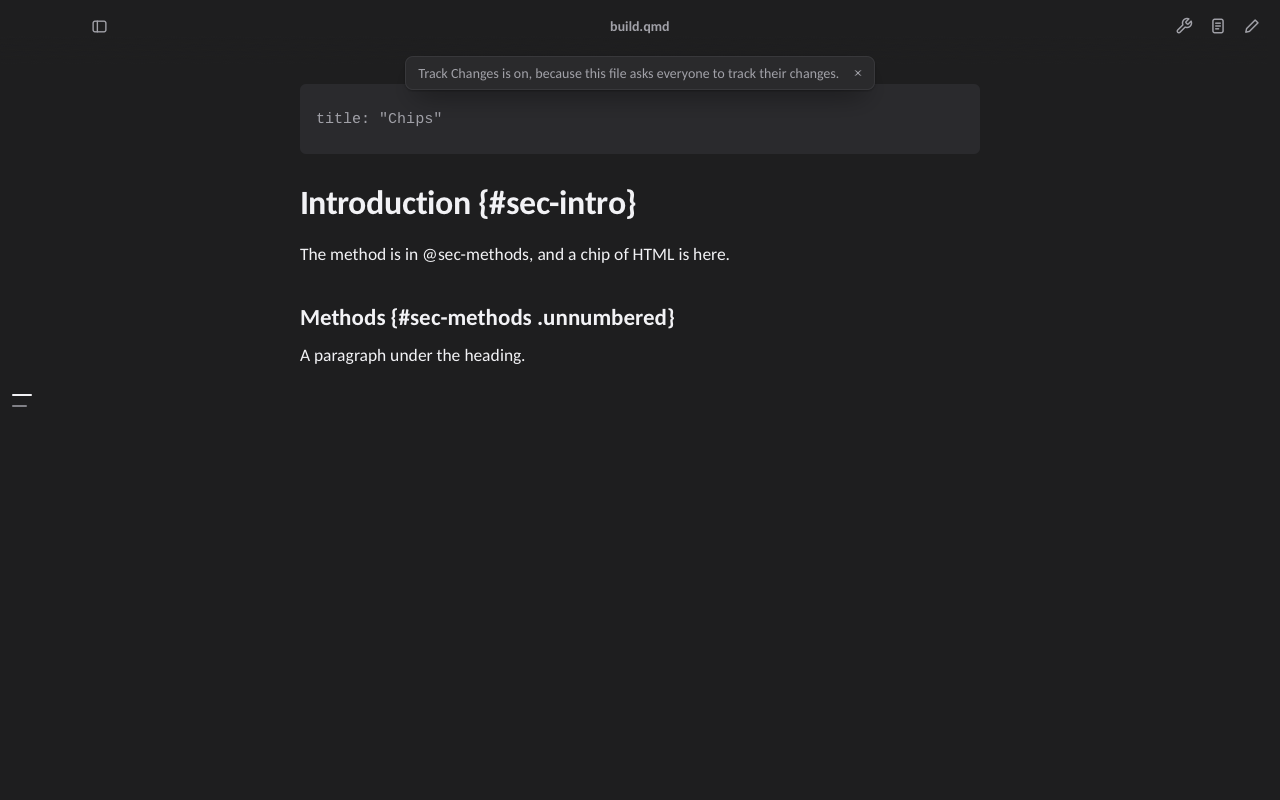 build.qmd
Track Changes is on, because this file asks everyone to track their changes. ×
title: "Chips"
Introduction {#sec-intro}
The method is in @sec-methods, and a chip of HTML is here.
Methods {#sec-methods .unnumbered}
A paragraph under the heading.